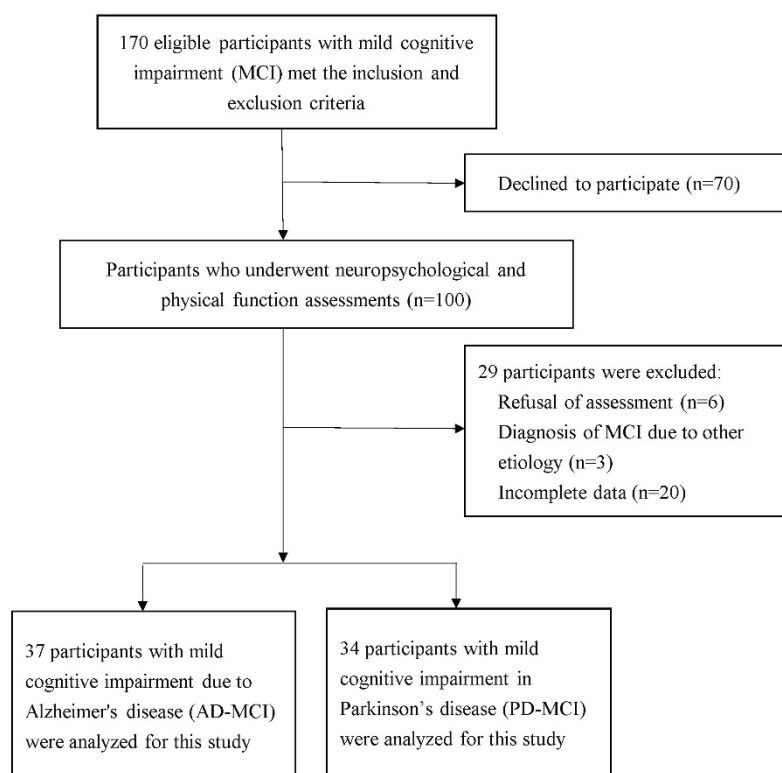 170 eligible participants with mild cognitive
impairment (MCI) met the inclusion and
exclusion criteria
Declined to participate (n=70)
Participants who underwent neuropsychological and
physical function assessments (n=100)
29 participants were excluded:
Refusal of assessment (n=6)
Diagnosis of MCI due to other
etiology (n=3)
Incomplete data (n=20)
37 participants with mild
cognitive impairment due to
Alzheimer's disease (AD-MCI)
were analyzed for this study
34 participants with mild
cognitive impairment in
Parkinson’s disease (PD-MCI)
were analyzed for this study